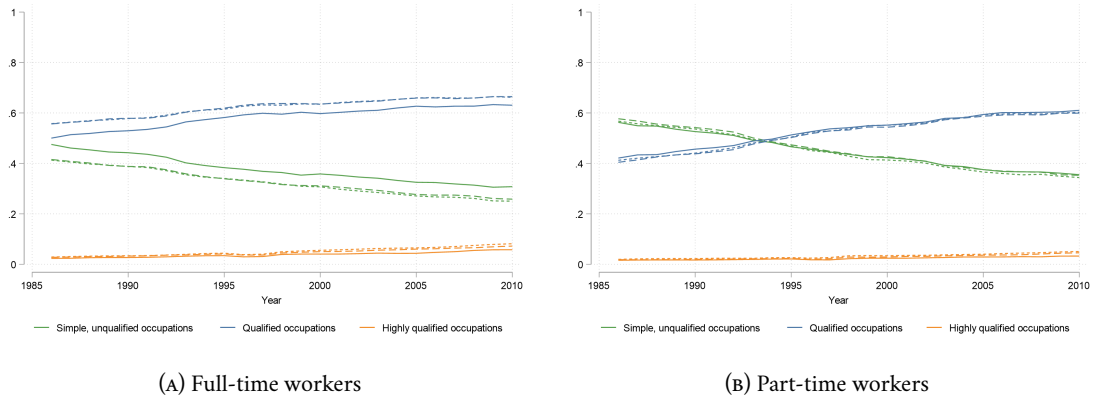 1
.8
.6
.4
.2
0
1985 1990 1995 2000 2005 2010
Year
Simple, unqualified occupations Qualified occupations Highly qualified occupations
(A) Full-time workers
1
.8
.6
.4
.2
0
1985 1990 1995 2000 2005 2010
Year
Simple, unqualified occupations Qualified occupations Highly qualified occupations
(B) Part-time workers